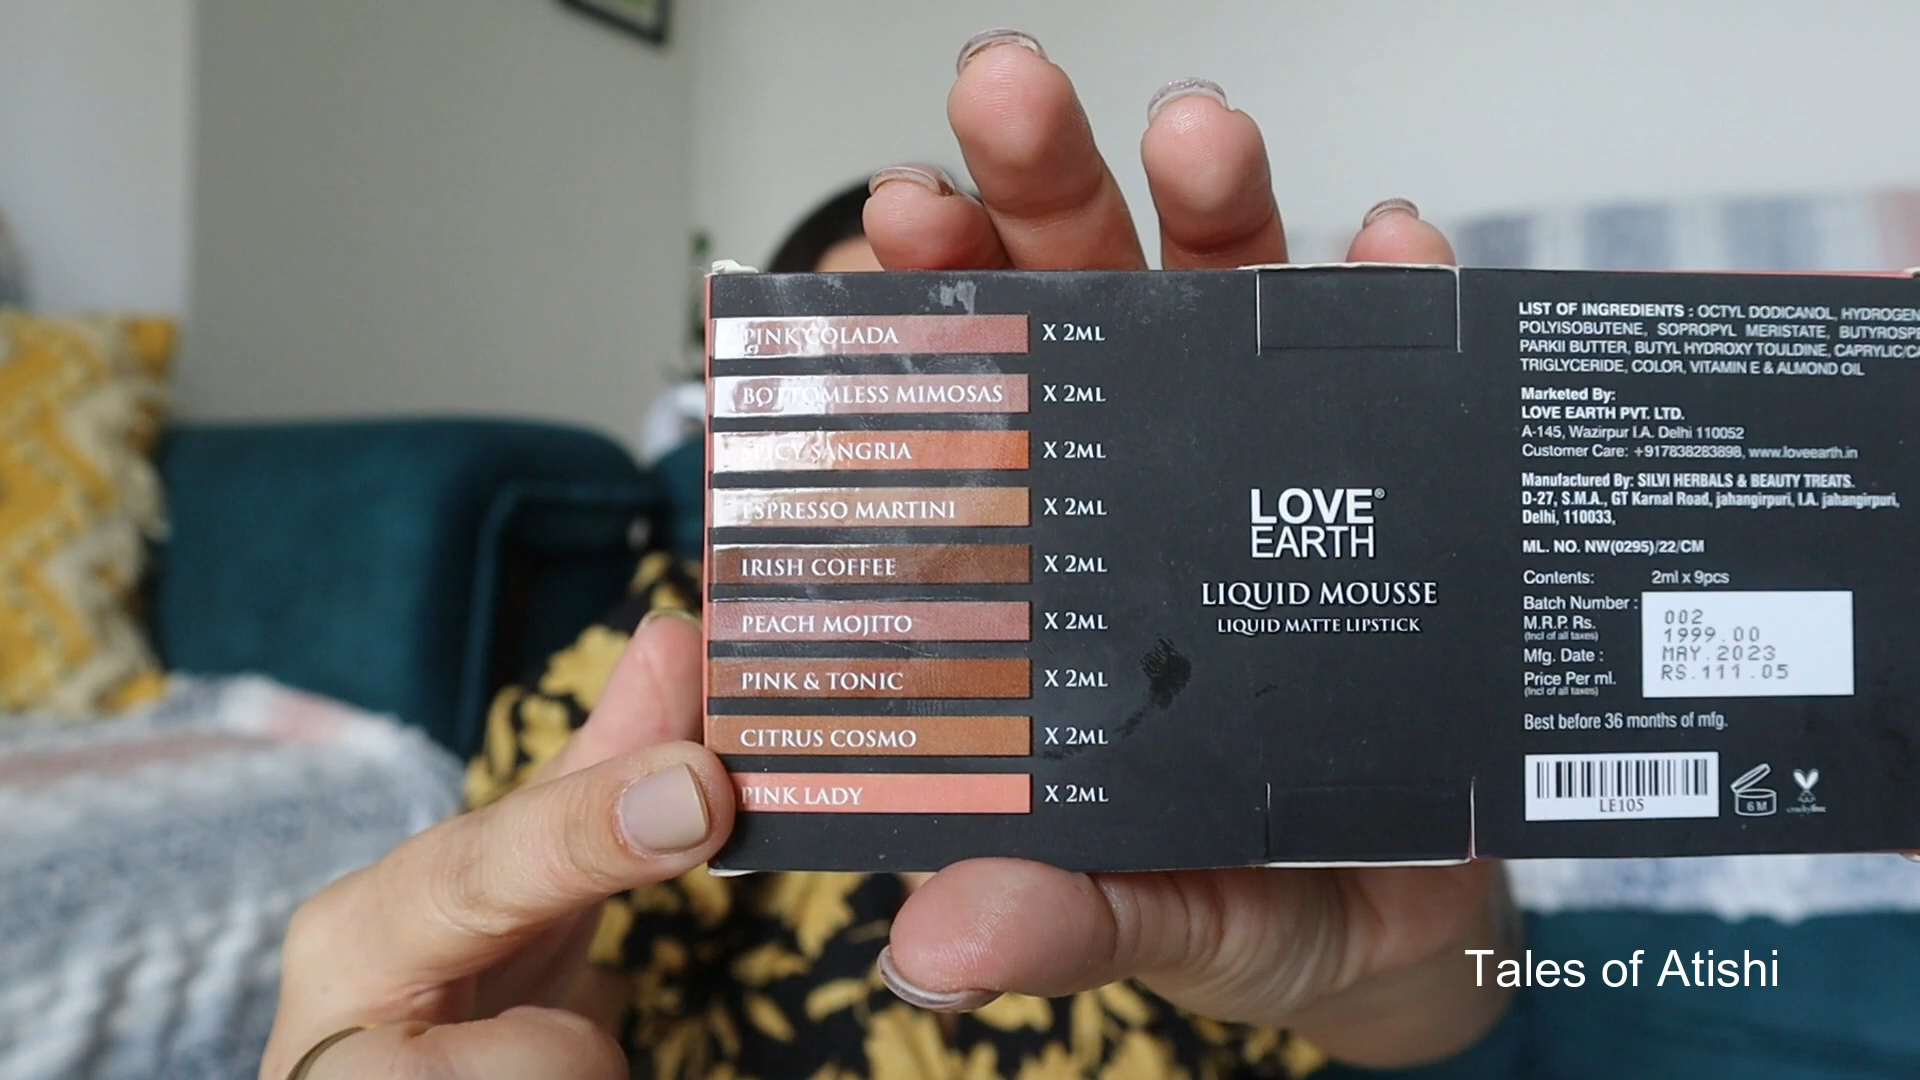 PINK COLADA X 2ML
BOTTOMLESS MIMOSAS X 2ML
SPICY SANGRIA X 2ML
ESPRESSO MARTINI X 2ML
IRISH COFFEE X 2ML
PEACH MOJITO X 2ML
PINK & TONIC X 2ML
CITRUS COSMO X 2ML
PINK LADY X 2ML
LOVE®
EARTH
LIQUID MOUSSE
LIQUID MATTE LIPSTICK
LIST OF INGREDIENTS : OCTYL DODICANOL, HYDROGEN
POLYISOBUTENE, SOPROPYL MERISTATE, BUTYROSPE
PARKII BUTTER, BUTYL HYDROXY TOULDINE, CAPRYLIC/CA
TRIGLYCERIDE, COLOR, VITAMIN E & ALMOND OIL
Marketed By:
LOVE EARTH PVT. LTD.
A-145, Wazirpur I.A. Delhi 110052
Customer Care: +917838283898, www.loveearth.in
Manufactured By: SILVI HERBALS & BEAUTY TREATS.
D-27, S.M.A., GT Karnal Road, jahangirpuri, I.A. jahangirpuri,
Delhi, 110033,
ML. NO. NW(0295)/22/CM
Contents: 2ml x 9pcs
Batch Number : 002
M.R.P. Rs. 1999.00
(Incl of all taxes)
Mfg. Date : MAY.2023
Price Per ml. RS.111.05
(Incl of all taxes)
Best before 36 months of mfg.
LE105
6 M
cruelty free
Tales of Atishi